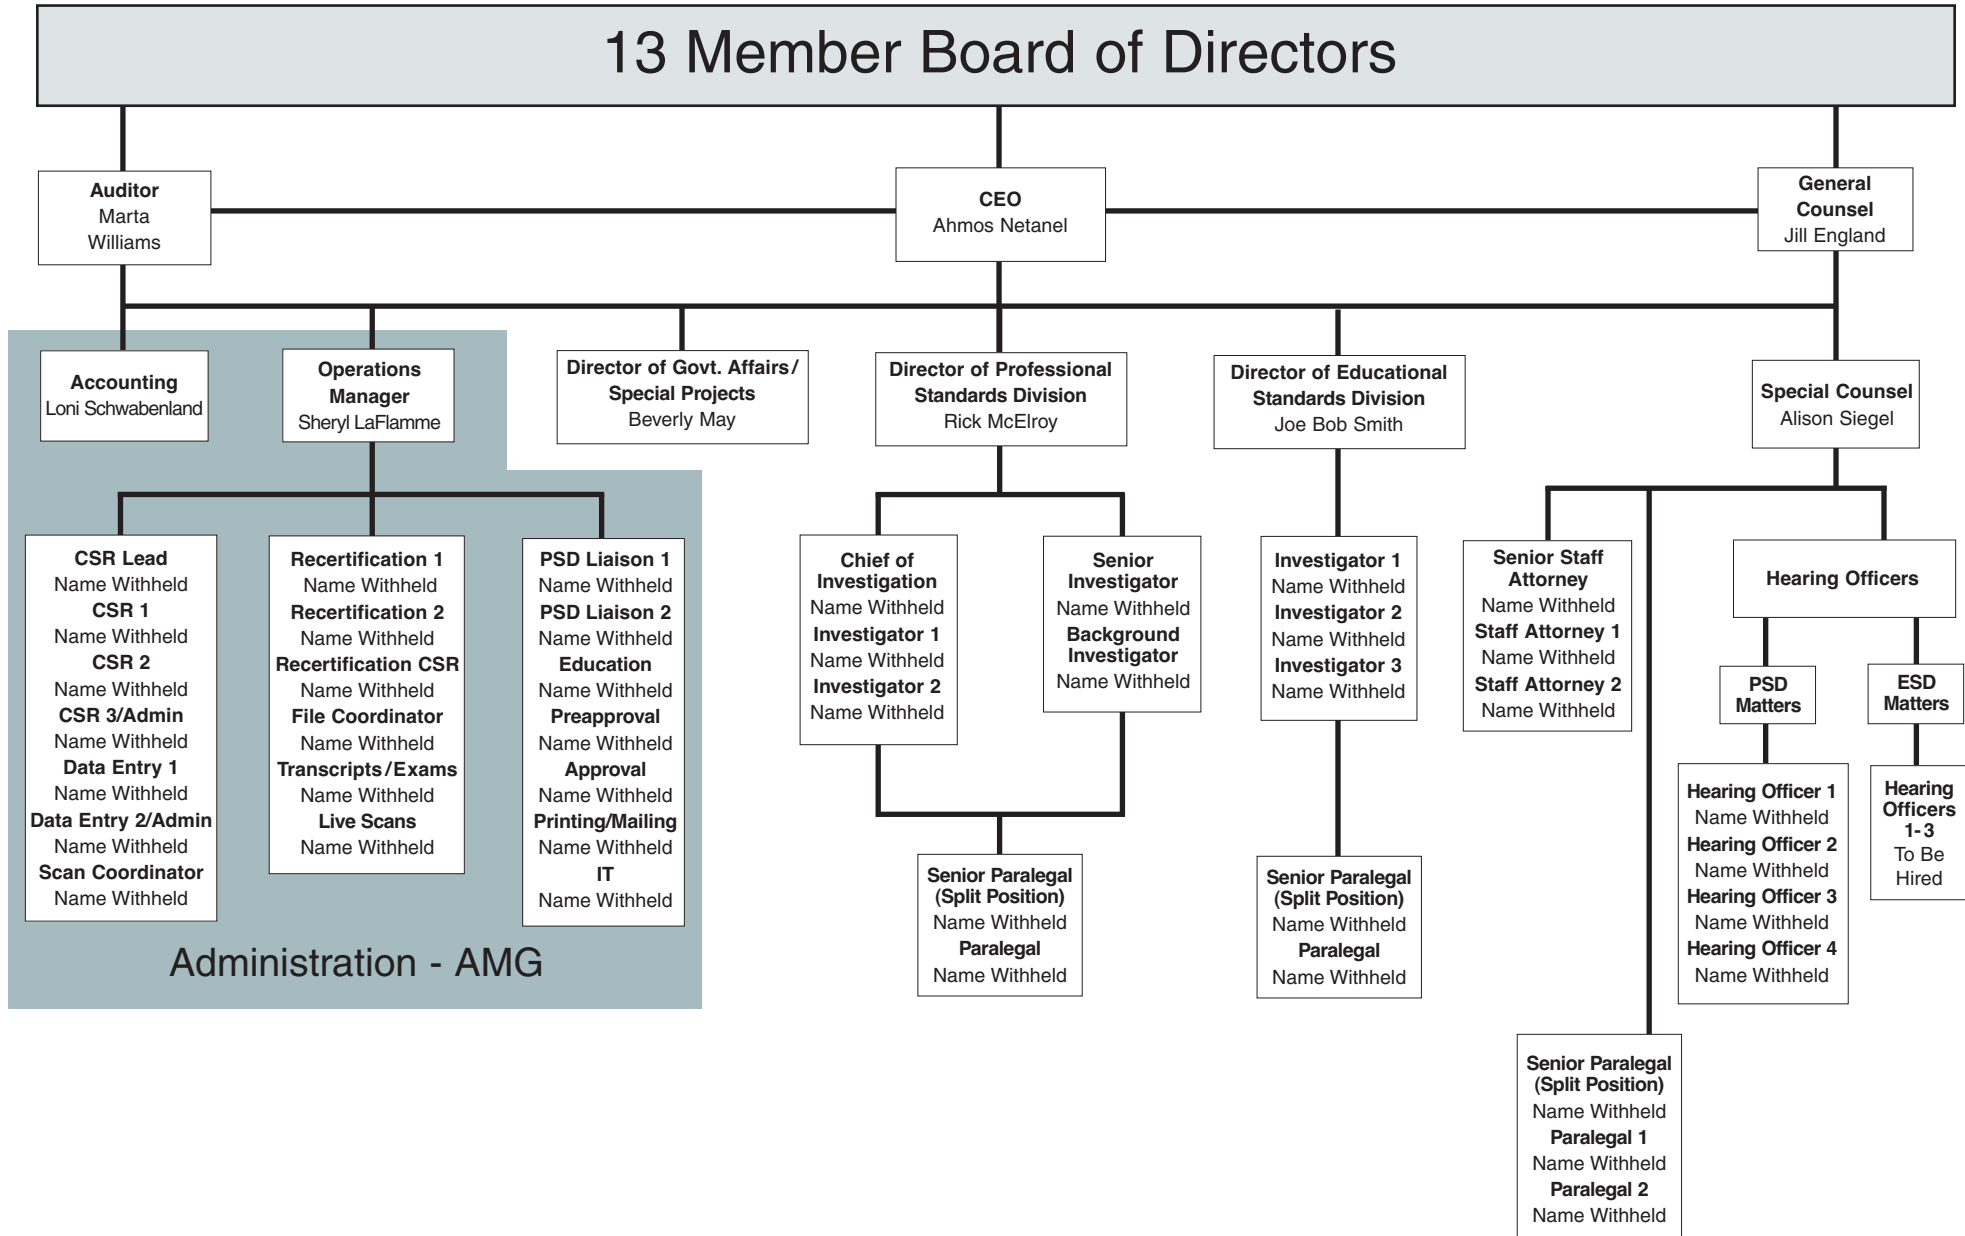 13 Member Board of Directors
Auditor
Marta
Williams
CEO
Ahmos Netanel
General
Counsel
Jill England
Accounting
Loni Schwabenland
Operations
Manager
Sheryl LaFlamme
Director of Govt. Affairs/
Special Projects
Beverly May
Director of Professional
Standards Division
Rick McElroy
Director of Educational
Standards Division
Joe Bob Smith
Special Counsel
Alison Siegel
CSR Lead
Name Withheld
CSR 1
Name Withheld
CSR 2
Name Withheld
CSR 3/Admin
Name Withheld
Data Entry 1
Name Withheld
Data Entry 2/Admin
Name Withheld
Scan Coordinator
Name Withheld
Recertification 1
Name Withheld
Recertification 2
Name Withheld
Recertification CSR
Name Withheld
File Coordinator
Name Withheld
Transcripts/Exams
Name Withheld
Live Scans
Name Withheld
PSD Liaison 1
Name Withheld
PSD Liaison 2
Name Withheld
Education
Name Withheld
Preapproval
Name Withheld
Approval
Name Withheld
Printing/Mailing
Name Withheld
IT
Name Withheld
Administration - AMG
Chief of
Investigation
Name Withheld
Investigator 1
Name Withheld
Investigator 2
Name Withheld
Senior
Investigator
Name Withheld
Background
Investigator
Name Withheld
Senior Paralegal
(Split Position)
Name Withheld
Paralegal
Name Withheld
Investigator 1
Name Withheld
Investigator 2
Name Withheld
Investigator 3
Name Withheld
Senior Paralegal
(Split Position)
Name Withheld
Paralegal
Name Withheld
Senior Staff
Attorney
Name Withheld
Staff Attorney 1
Name Withheld
Staff Attorney 2
Name Withheld
Hearing Officers
PSD
Matters
ESD
Matters
Hearing Officer 1
Name Withheld
Hearing Officer 2
Name Withheld
Hearing Officer 3
Name Withheld
Hearing Officer 4
Name Withheld
Hearing
Officers
1-3
To Be
Hired
Senior Paralegal
(Split Position)
Name Withheld
Paralegal 1
Name Withheld
Paralegal 2
Name Withheld